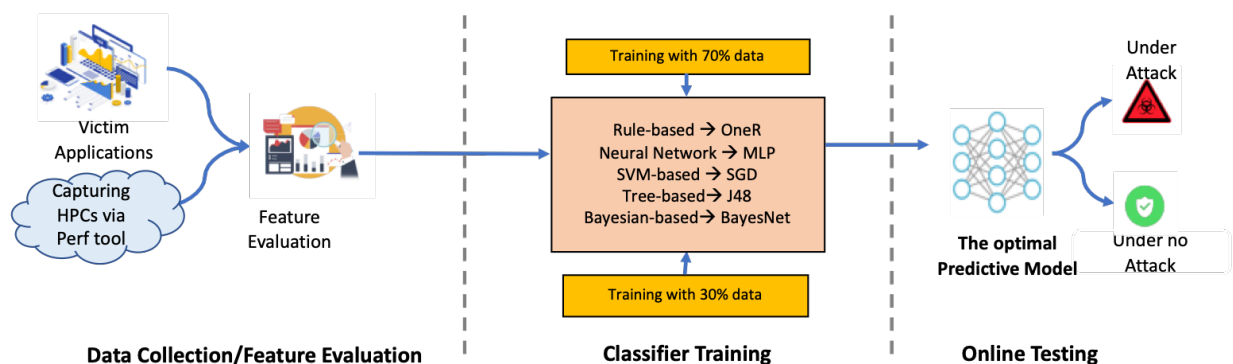 Victim
Applications
Capturing
HPCs via
Perf tool
Feature
Evaluation
Data Collection/Feature Evaluation
Training with 70% data
Rule-based → OneR
Neural Network → MLP
SVM-based → SGD
Tree-based→ J48
Bayesian-based→ BayesNet
Training with 30% data
Classifier Training
The optimal
Predictive Model
Under
Attack
Under no
Attack
Online Testing